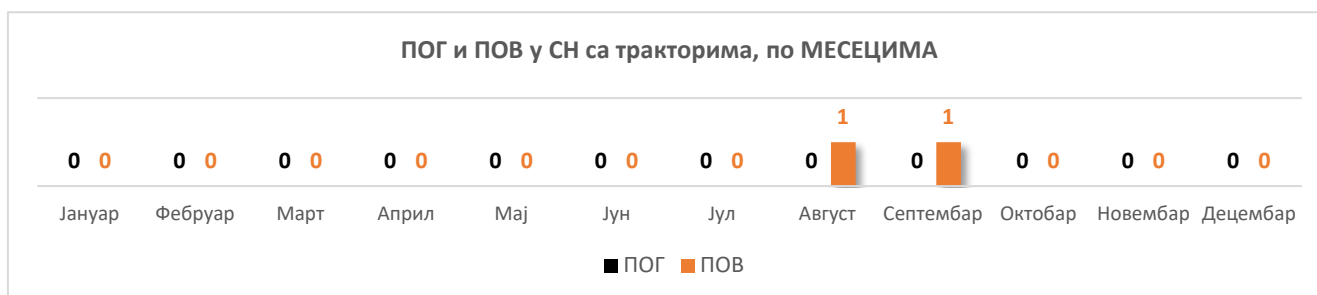 ПОГ и ПОВ у СН са тракторима, по МЕСЕЦИМА
1 1
0 0 0 0 0 0 0 0 0 0 0 0 0 0 0 0 0 0 0 0 0 0
Јануар Фебруар Март Април Мај Јун Јул Август Септембар Октобар Новембар Децембар
ПОГ ПОВ